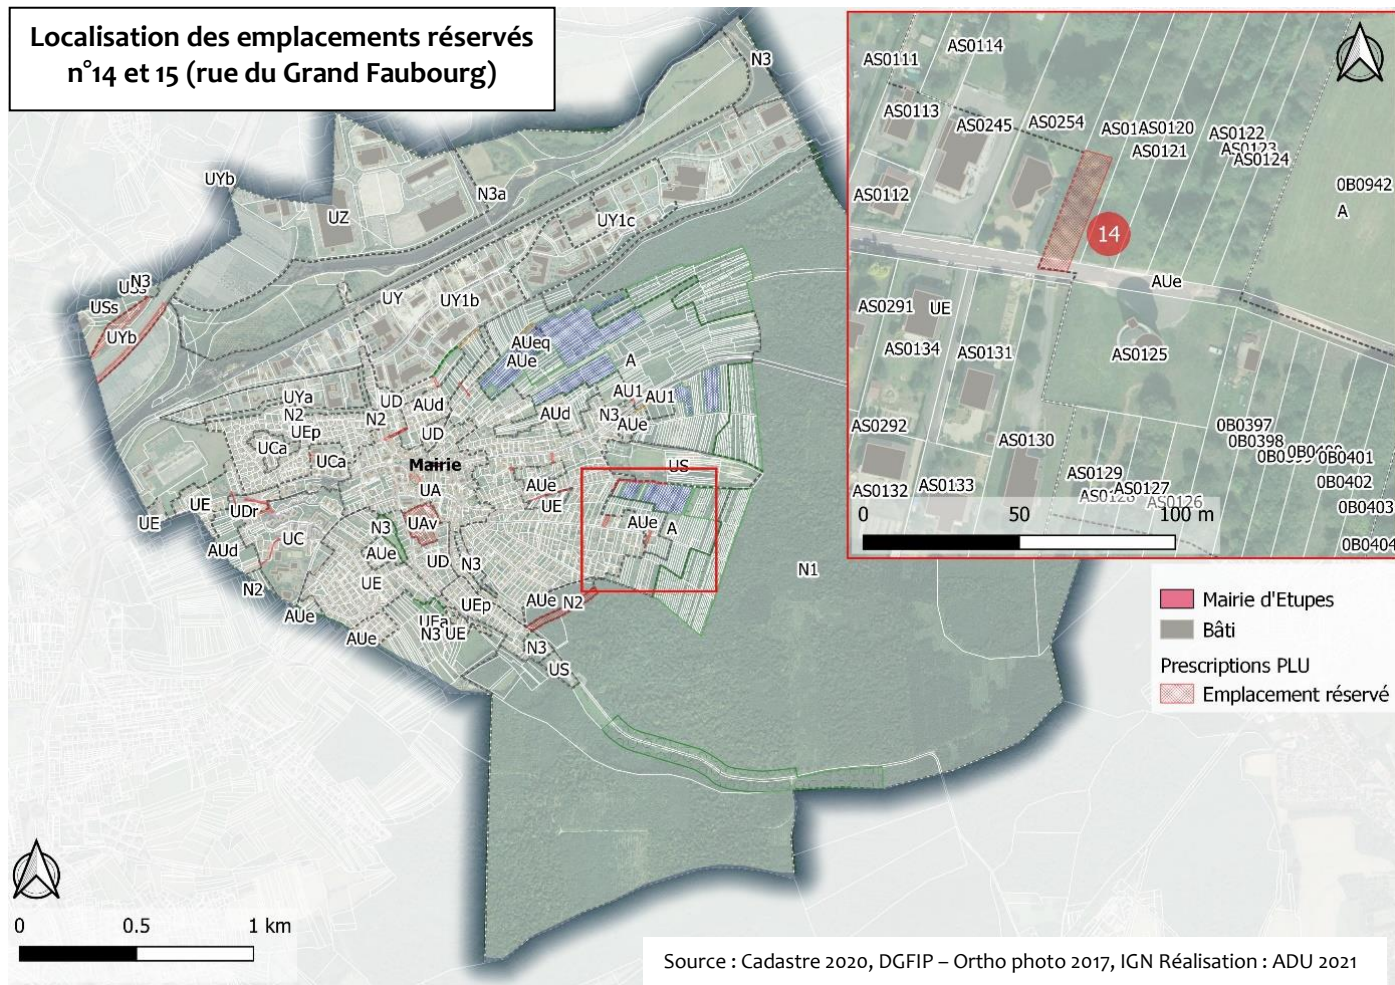 Localisation des emplacements réservés
n°14 et 15 (rue du Grand Faubourg)
N3
UYb
UZ
N3a
UY1c
N3
USs
UYb
UY
UY1b
AUeq
AUe
A
UYa
N2
UEp
UD
N2
AUd
UD
AUd
AU1
AU1
N3
AUe
UCa
UCa
Mairie
UA
US
AUe
UE
UE
UE
UDr
UAv
AUe
A
UC
N3
AUe
UD
N3
AUd
UE
N1
N2
UEp
AUe
N2
AUe
AUe
UEa
N3
UE
N3
US
AS0111
AS0114
AS0113
AS0245
AS0254
AS0120
AS0121
AS0122
AS0123
AS0124
AS0112
0B0942
A
14
AUe
AS0291
UE
AS0134
AS0131
AS0125
AS0292
AS0130
0B0397
0B0398
0B0401
0B0402
AS0129
AS0127
AS0126
AS0132
AS0133
0B0403
0B0404
0
50
100 m
Mairie d'Etupes
Bâti
Prescriptions PLU
Emplacement réservé
0
0.5
1 km
Source : Cadastre 2020, DGFIP – Ortho photo 2017, IGN Réalisation : ADU 2021